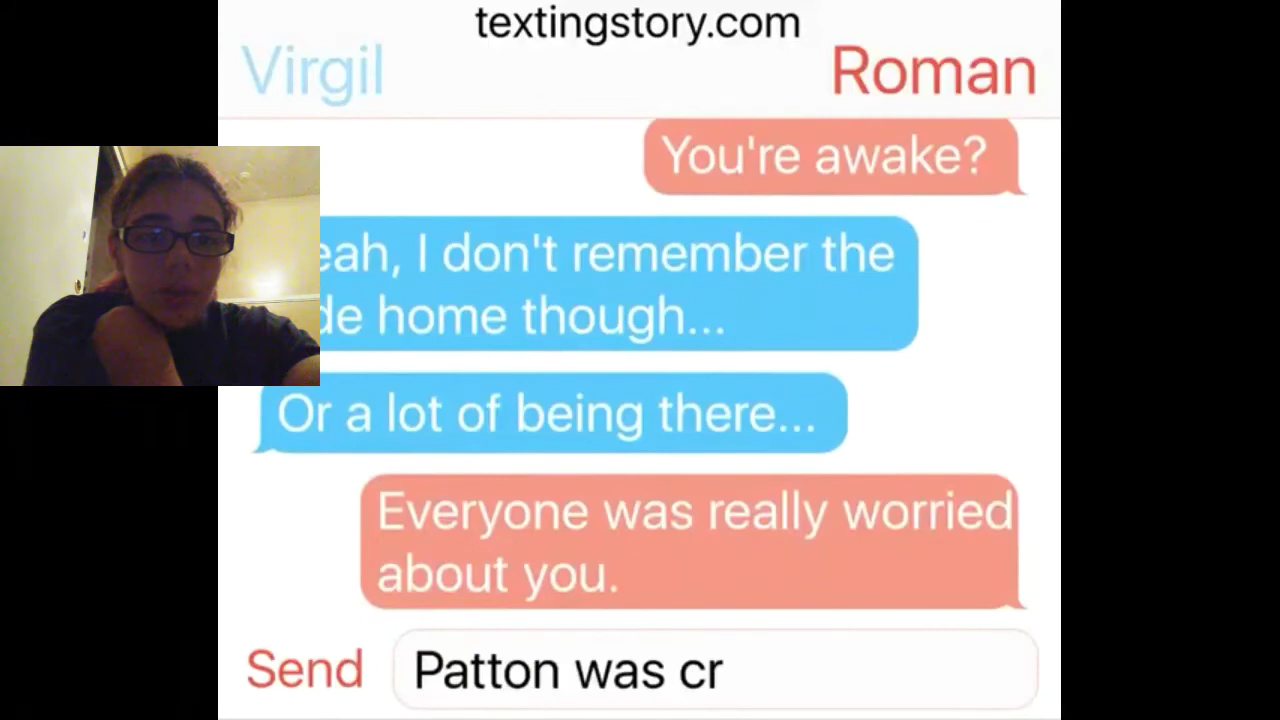 textingstory.com
Virgil
Roman
You're awake?
eah, I don't remember the
de home though...
Or a lot of being there...
Everyone was really worried
about you.
Send
Patton was cr